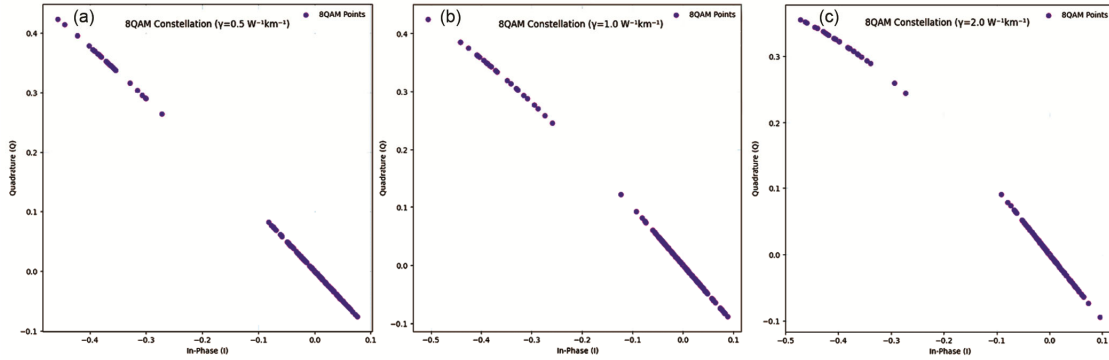 (a)
8QAM Constellation (γ=0.5 W⁻¹km⁻¹)
8QAM Points
Quadrature (Q)
0.4
0.3
0.2
0.1
0.0
−0.1
−0.4 −0.3 −0.2 −0.1 0.0 0.1
In-Phase (I)
(b)
8QAM Constellation (γ=1.0 W⁻¹km⁻¹)
8QAM Points
Quadrature (Q)
0.4
0.3
0.2
0.1
0.0
−0.1
−0.5 −0.4 −0.3 −0.2 −0.1 0.0 0.1
In-Phase (I)
(c)
8QAM Constellation (γ=2.0 W⁻¹km⁻¹)
8QAM Points
Quadrature (Q)
0.3
0.2
0.1
0.0
−0.1
−0.5 −0.4 −0.3 −0.2 −0.1 0.0 0.1
In-Phase (I)